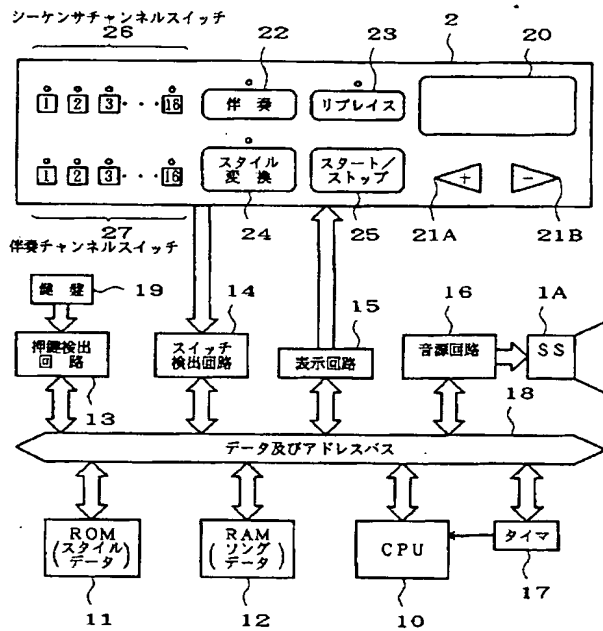 シーケンサチャンネルスイッチ
26 22 23 2 20
1 2 3 ・・・ 16 伴奏 リプレイス
1 2 3 ・・・ 16 スタイル変換 スタート/ストップ + −
27 24 25 21A 21B
伴奏チャンネルスイッチ
鍵盤 19
14 15 16 1A
押鍵検出回路 スイッチ検出回路 表示回路 音源回路 SS
13 18
データ及びアドレスバス
ROM(スタイルデータ) RAM(ソングデータ) CPU タイマ
11 12 10 17